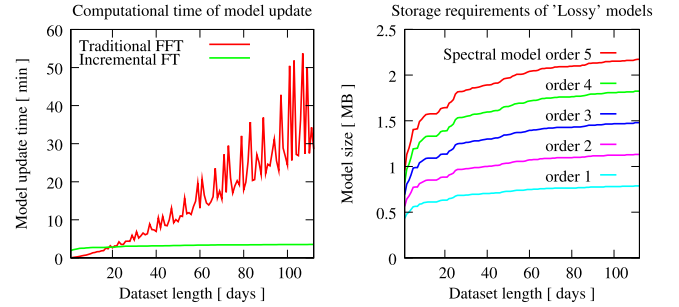 Computational time of model update
60
50
40
30
20
10
0
20 40 60 80 100
Model update time [ min ]
Dataset length [ days ]
Traditional FFT
Incremental FT
Storage requirements of 'Lossy' models
2.5
2
1.5
1
0.5
0
20 40 60 80 100
Model size [ MB ]
Dataset length [ days ]
Spectral model order 5
order 4
order 3
order 2
order 1